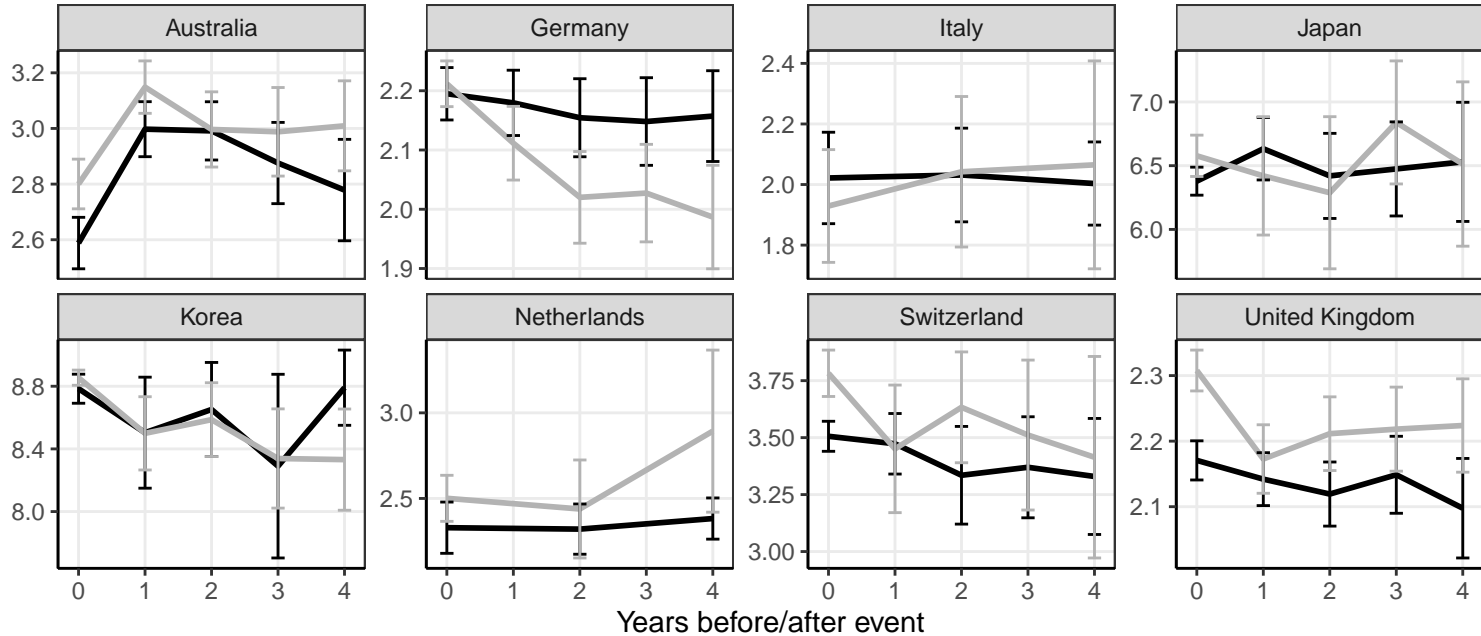 Australia
Germany
Italy
Japan
3.2
3.0
2.8
2.6
2.2
2.1
2.0
1.9
2.4
2.2
2.0
1.8
7.0
6.5
6.0
Korea
Netherlands
Switzerland
United Kingdom
8.8
8.4
8.0
3.0
2.5
3.75
3.50
3.25
3.00
2.3
2.2
2.1
0 1 2 3 4
0 1 2 3 4
0 1 2 3 4
0 1 2 3 4
Years before/after event